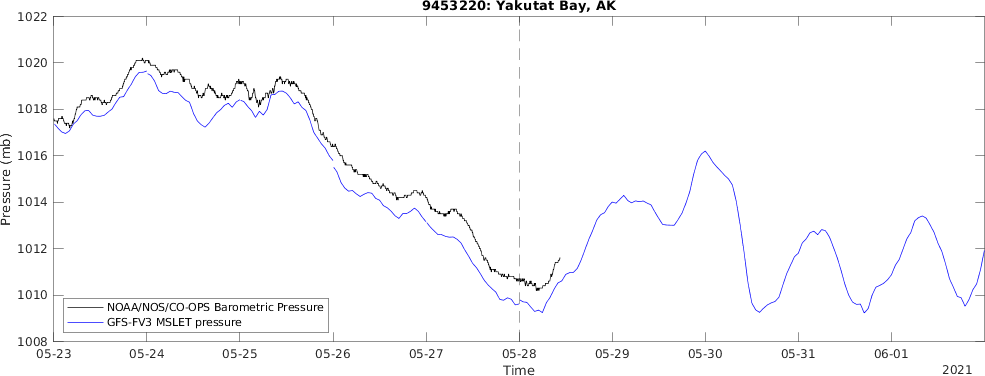 9453220: Yakutat Bay, AK
Pressure (mb)
1022
1020
1018
1016
1014
1012
1010
1008
NOAA/NOS/CO-OPS Barometric Pressure
GFS-FV3 MSLET pressure
05-23 05-24 05-25 05-26 05-27 05-28 05-29 05-30 05-31 06-01
Time
2021